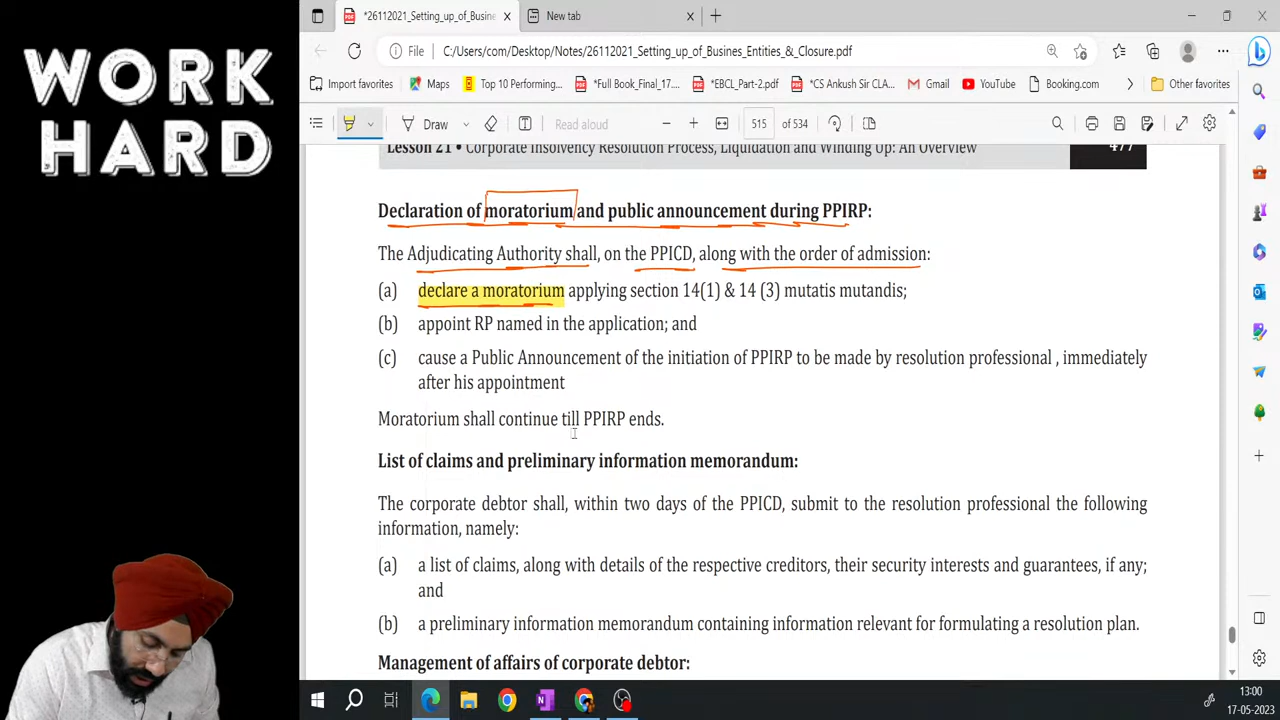 WORK
HARD
*26112021_Setting_up_of_Busine
New tab
File
C:/Users/com/Desktop/Notes/26112021_Setting_up_of_Busines_Entities_&_Closure.pdf
Import favorites
Maps
Top 10 Performing...
*Full Book_Final_17....
*EBCL_Part-2.pdf
*CS Ankush Sir CLA...
Gmail
YouTube
Booking.com
Other favorites
Draw
Read aloud
515
of 534
Lesson 21 • Corporate Insolvency Resolution Process, Liquidation and Winding Up: An Overview
477
Declaration of moratorium and public announcement during PPIRP:
The Adjudicating Authority shall, on the PPICD, along with the order of admission:
(a) declare a moratorium applying section 14(1) & 14 (3) mutatis mutandis;
(b) appoint RP named in the application; and
(c) cause a Public Announcement of the initiation of PPIRP to be made by resolution professional , immediately
after his appointment
Moratorium shall continue till PPIRP ends.
List of claims and preliminary information memorandum:
The corporate debtor shall, within two days of the PPICD, submit to the resolution professional the following
information, namely:
(a) a list of claims, along with details of the respective creditors, their security interests and guarantees, if any;
and
(b) a preliminary information memorandum containing information relevant for formulating a resolution plan.
Management of affairs of corporate debtor:
13:00
17-05-2023